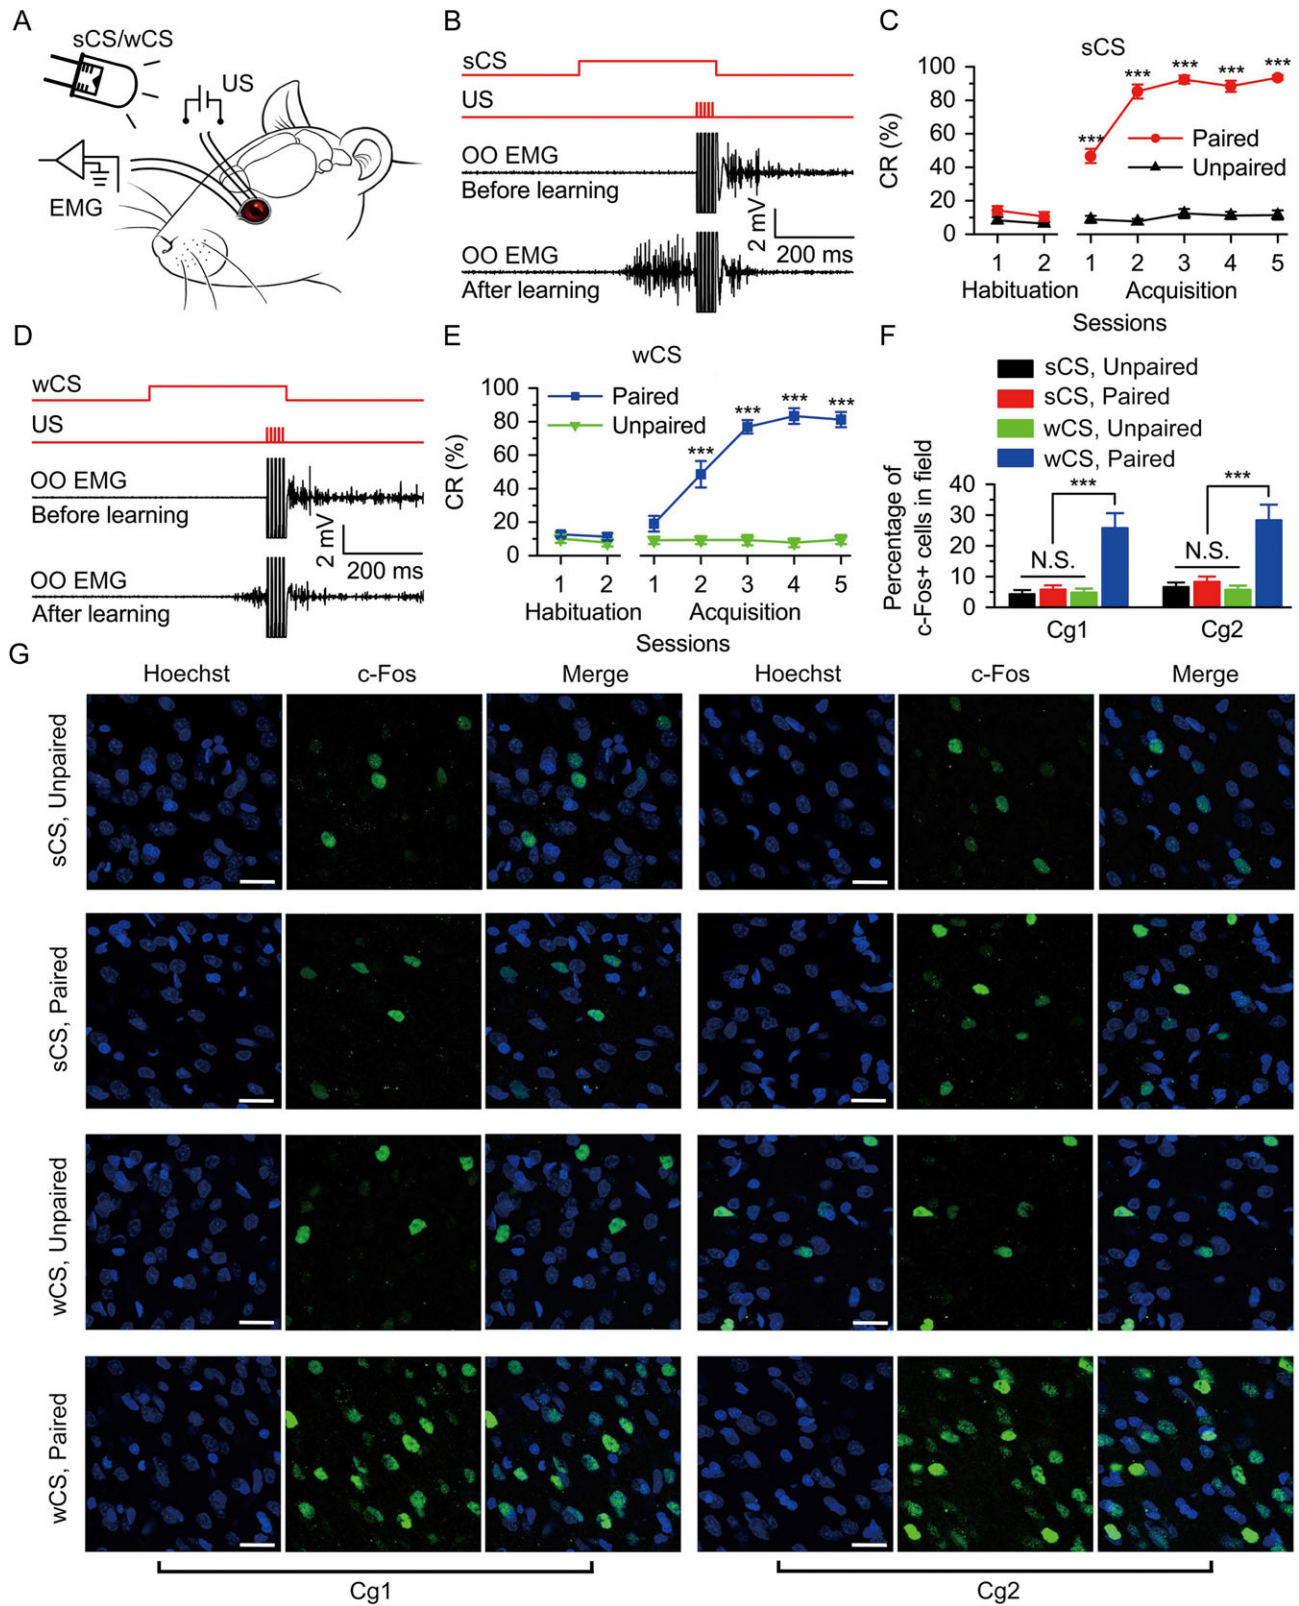 A
sCS/wCS
US
EMG
B
sCS
US
OO EMG
Before learning
OO EMG
After learning
2 mV
200 ms
C
sCS
CR (%)
100
80
60
40
20
0
***
***
***
***
***
Paired
Unpaired
1 2 1 2 3 4 5
Habituation Acquisition
Sessions
D
wCS
US
OO EMG
Before learning
OO EMG
After learning
2 mV
200 ms
E
wCS
CR (%)
100
80
60
40
20
0
Paired
Unpaired
***
***
***
***
1 2 1 2 3 4 5
Habituation Acquisition
Sessions
F
sCS, Unpaired
sCS, Paired
wCS, Unpaired
wCS, Paired
Percentage of
c-Fos+ cells in field
40
30
20
10
0
***
***
N.S.
N.S.
Cg1 Cg2
G
Hoechst c-Fos Merge Hoechst c-Fos Merge
sCS, Unpaired
sCS, Paired
wCS, Unpaired
wCS, Paired
Cg1 Cg2